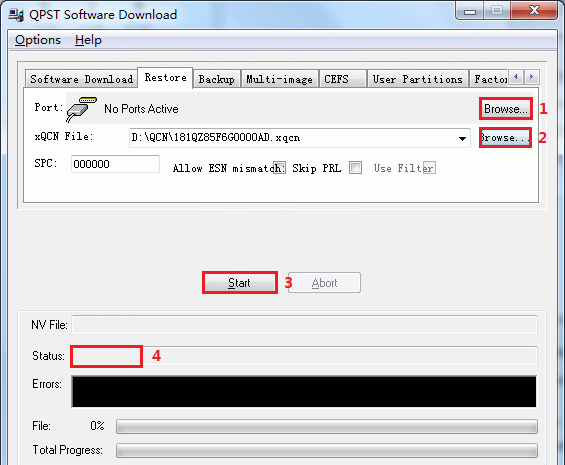 QPST Software Download
Options Help
Software Download Restore Backup Multi-image CEFS User Partitions Factor
Port: No Ports Active Browse... 1
xQCN File: D:\QCN\181QZ85F6G0000AD.xqcn Browse... 2
SPC: 000000 Allow ESN mismatch: Skip PRL Use Filter
Start 3 Abort
NV File:
Status: 4
Errors:
File: 0%
Total Progress: